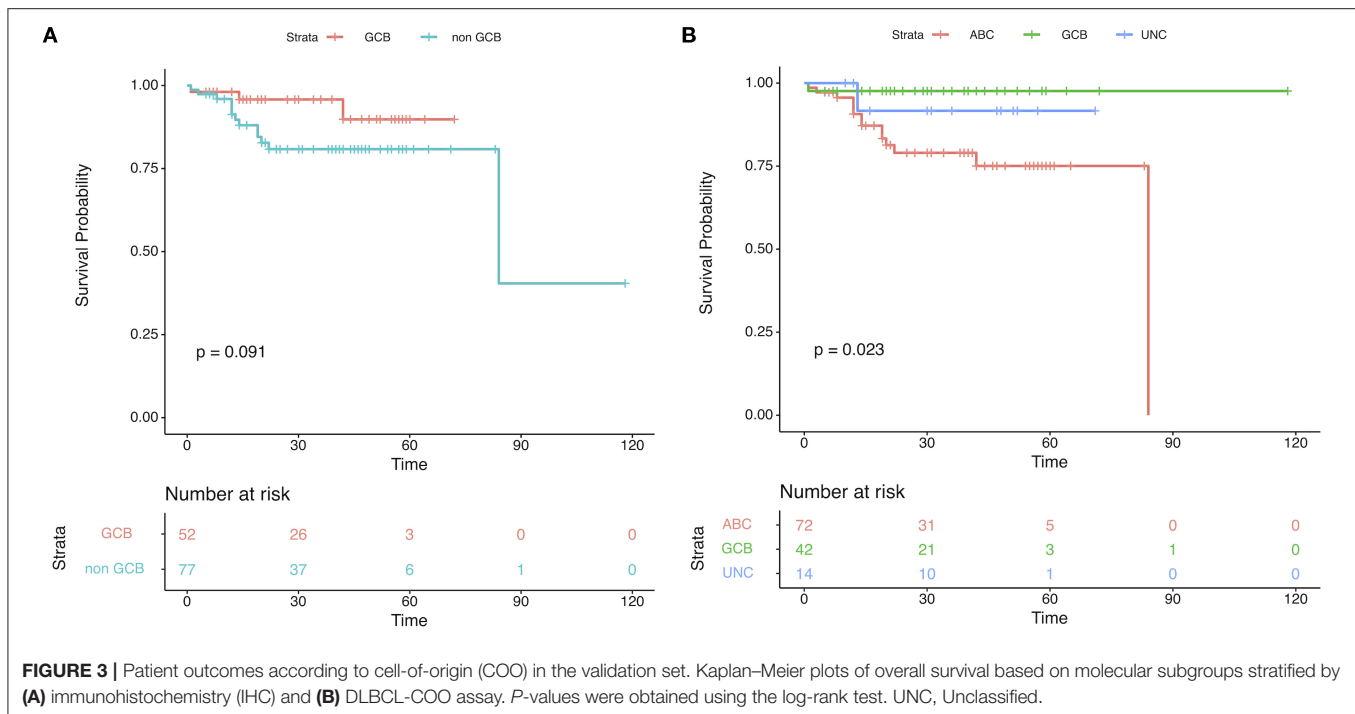 A
Strata GCB non GCB
Survival Probability
1.00
0.75
0.50
0.25
0.00
p = 0.091
0 30 60 90 120
Time
Number at risk
Strata
GCB 52 26 3 0 0
non GCB 77 37 6 1 0
0 30 60 90 120
Time
B
Strata ABC GCB UNC
Survival Probability
1.00
0.75
0.50
0.25
0.00
p = 0.023
0 30 60 90 120
Time
Number at risk
Strata
ABC 72 31 5 0 0
GCB 42 21 3 1 0
UNC 14 10 1 0 0
0 30 60 90 120
Time
FIGURE 3 | Patient outcomes according to cell-of-origin (COO) in the validation set. Kaplan–Meier plots of overall survival based on molecular subgroups stratified by
(A) immunohistochemistry (IHC) and (B) DLBCL-COO assay. P-values were obtained using the log-rank test. UNC, Unclassified.